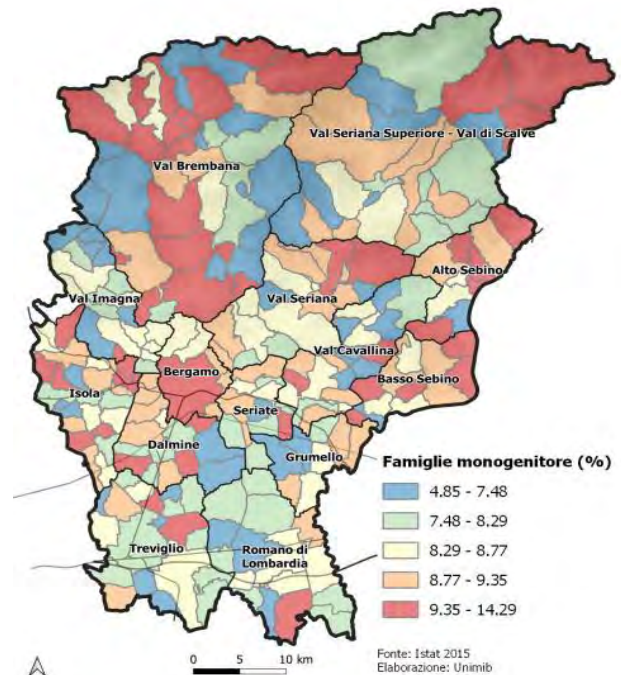 Val Seriana Superiore - Val di Scalve
Val Brembana
Alto Sebino
Val Imagna
Val Seriana
Val Cavallina
Bergamo
Basso Sebino
Isola
Seriate
Dalmine
Grumello
Famiglie monogenitore (%)
4.85 - 7.48
7.48 - 8.29
8.29 - 8.77
8.77 - 9.35
9.35 - 14.29
Treviglio
Romano di
Lombardia
0 5 10 km
Fonte: Istat 2015
Elaborazione: Unimib